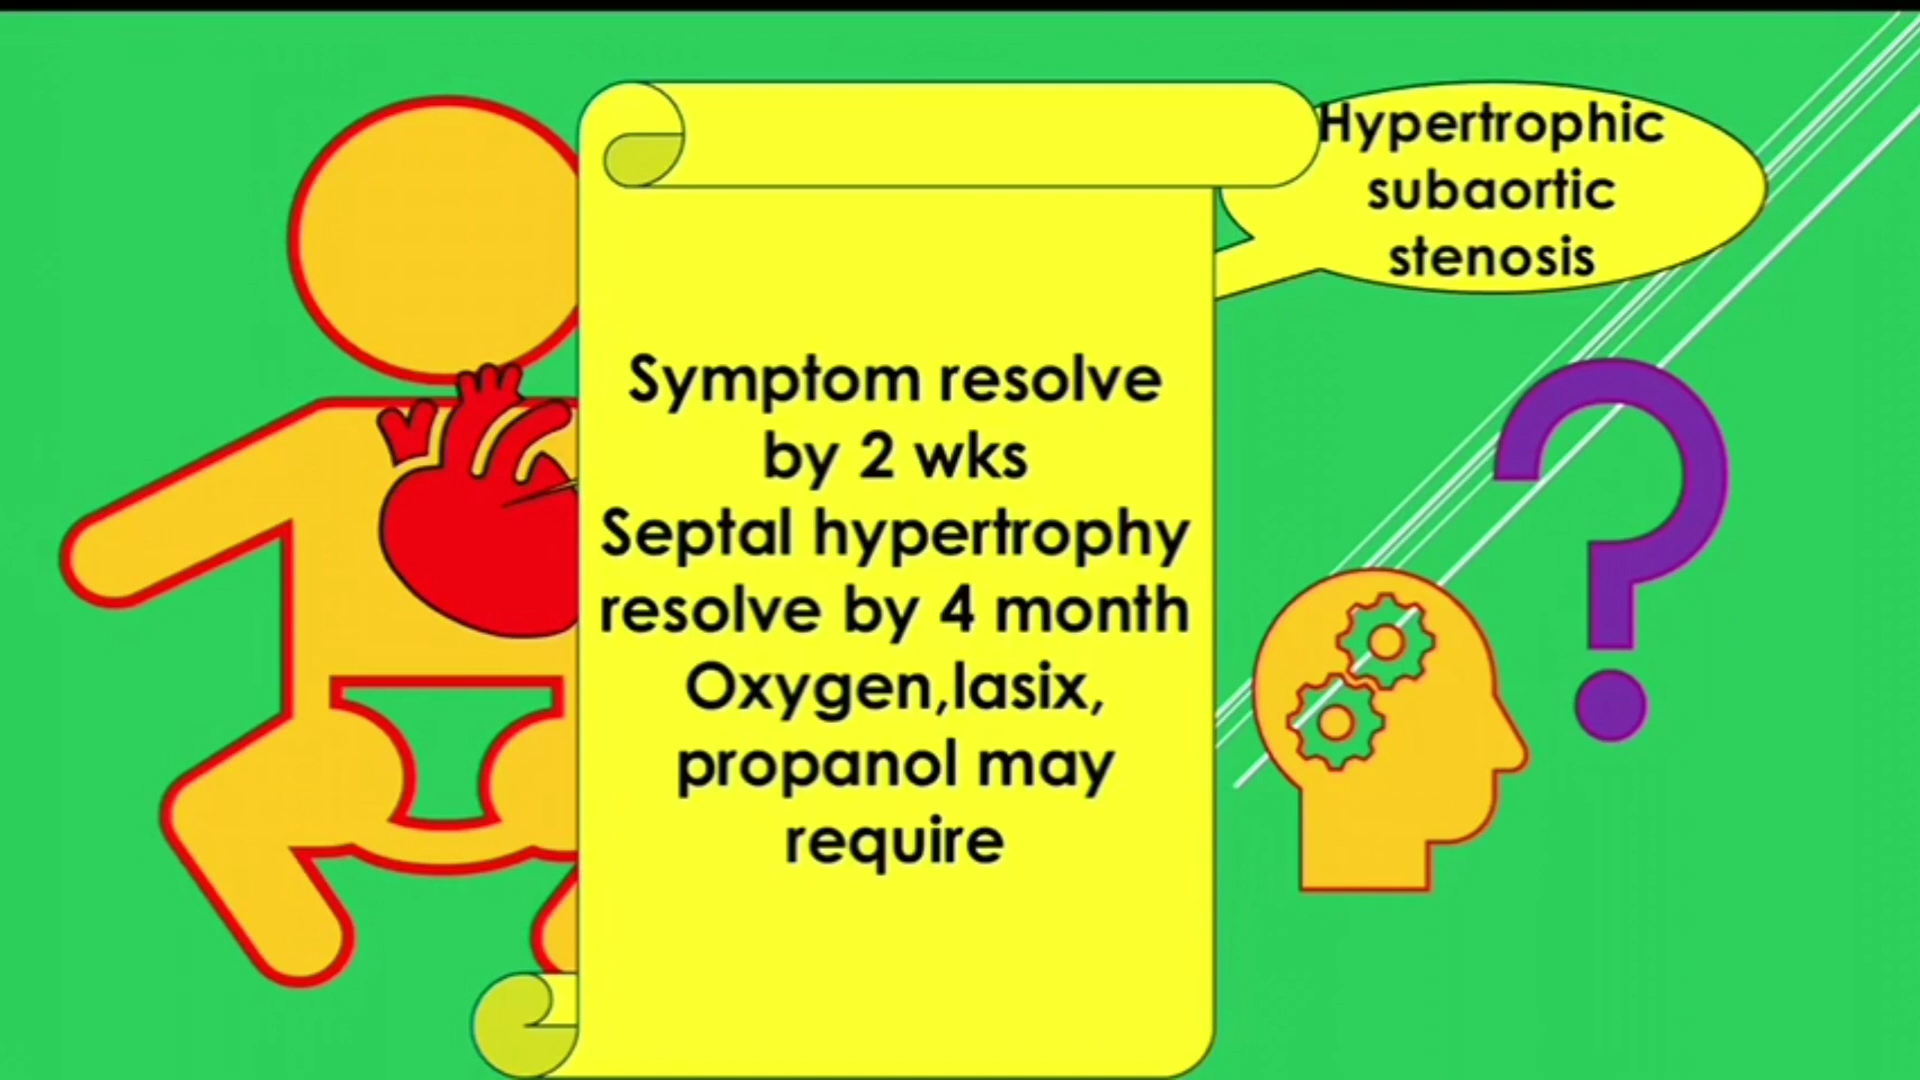 Hypertrophic
subaortic
stenosis
Symptom resolve
by 2 wks
Septal hypertrophy
resolve by 4 month
Oxygen,lasix,
propanol may
require